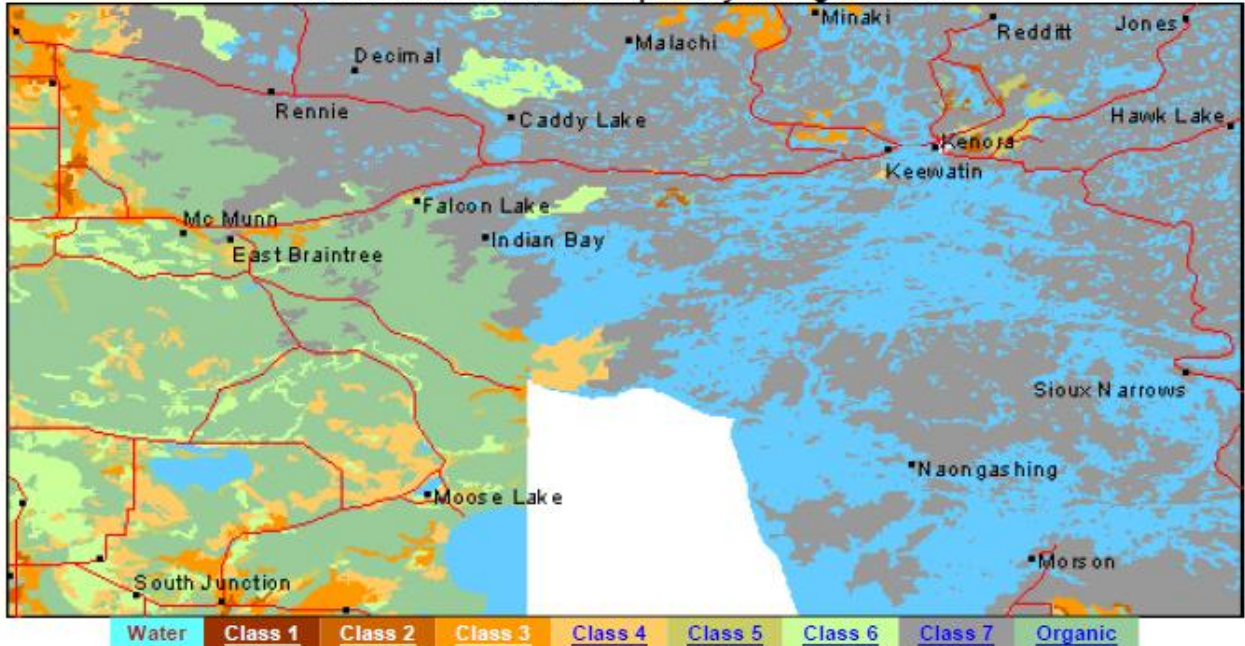 Minaki
Redditt
Jones
Malachi
Decimal
Rennie
Caddy Lake
Hawk Lake
Kenora
Keewatin
Falcon Lake
Mc Munn
Indian Bay
East Braintree
Sioux Narrows
Naongashing
Moose Lake
Morson
South Junction
Water Class 1 Class 2 Class 3 Class 4 Class 5 Class 6 Class 7 Organic